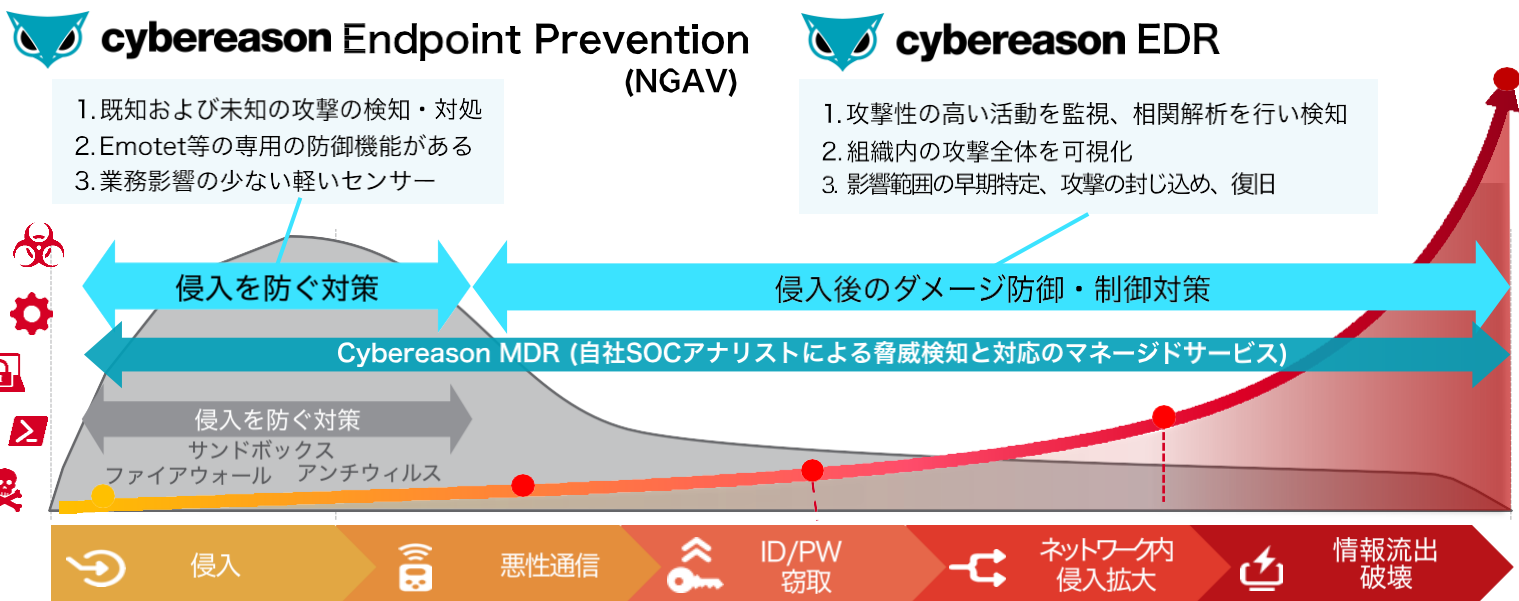 cybereason Endpoint Prevention
(NGAV)
1.既知および未知の攻撃の検知・対処
2.Emotet等の専用の防御機能がある
3.業務影響の少ない軽いセンサー
cybereason EDR
1.攻撃性の高い活動を監視、相関解析を行い検知
2.組織内の攻撃全体を可視化
3. 影響範囲の早期特定、攻撃の封じ込め、復旧
侵入を防ぐ対策
侵入後のダメージ防御・制御対策
Cybereason MDR (自社SOCアナリストによる脅威検知と対応のマネージドサービス)
侵入を防ぐ対策
サンドボックス
ファイアウォール アンチウィルス
侵入
悪性通信
ID/PW
窃取
ネットワーク内
侵入拡大
情報流出
破壊